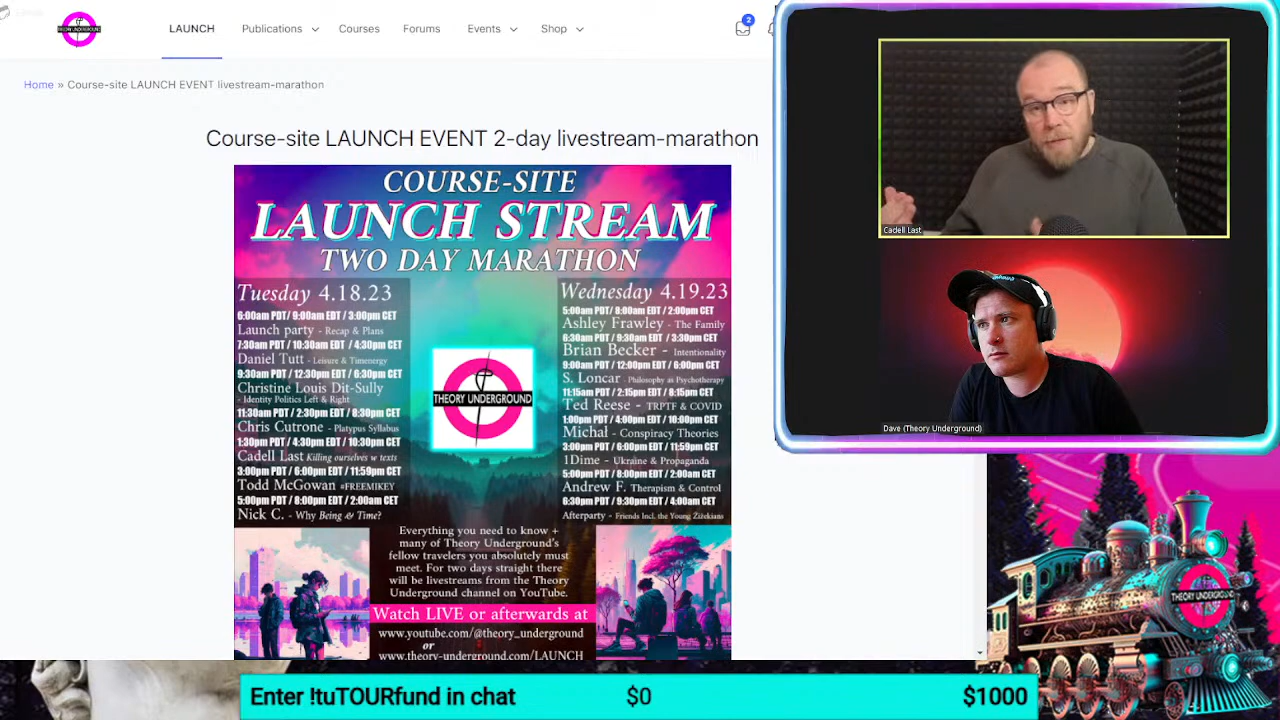 LAUNCH Publications Courses Forums Events Shop 2
Home » Course-site LAUNCH EVENT livestream-marathon
Course-site LAUNCH EVENT 2-day livestream-marathon
COURSE-SITE
LAUNCH STREAM
TWO DAY MARATHON
Tuesday 4.18.23
6:00am PDT/ 9:00am EDT / 3:00pm CET
Launch party - Recap & Plans
7:30am PDT / 10:30am EDT / 4:30pm CET
Daniel Tutt - Leisure & Timenergy
9:30am PDT / 12:30pm EDT / 6:30pm CET
Christine Louis Dit-Sully
- Identity Politics Left & Right
11:30am PDT / 2:30pm EDT / 8:30pm CET
Chris Cutrone - Platypus Syllabus
1:30pm PDT / 4:30pm EDT / 10:30pm CET
Cadell Last Killing ourselves w texts
3:00pm PDT / 6:00pm EDT / 11:59pm CET
Todd McGowan #FREEMIKEY
5:00pm PDT / 8:00pm EDT / 2:00am CET
Nick C. - Why Being & Time?
Wednesday 4.19.23
5:00am PDT/ 8:00am EDT / 2:00pm CET
Ashley Frawley - The Family
6:30am PDT / 9:30am EDT / 3:30pm CET
Brian Becker - Intentionality
9:00am PDT / 12:00pm EDT / 6:00pm CET
S. Loncar - Philosophy as Psychotherapy
11:15am PDT / 2:15pm EDT / 8:15pm CET
Ted Reese - TRPTF & COVID
1:00pm PDT / 4:00pm EDT / 10:00pm CET
Michal - Conspiracy Theories
3:00pm PDT / 6:00pm EDT / 11:59pm CET
1Dime - Ukraine & Propaganda
5:00pm PDT / 8:00pm EDT / 2:00am CET
Andrew F. Therapism & Control
6:30pm PDT / 9:30pm EDT / 4:00am CET
Afterparty - Friends Incl. the Young Žižekians
THEORY UNDERGROUND
Everything you need to know +
many of Theory Underground's
fellow travelers you absolutely must
meet. For two days straight there
will be livestreams from the Theory
Underground channel on YouTube.
Watch LIVE or afterwards at
www.youtube.com/@theory_underground
or
www.theory-underground.com/LAUNCH
Cadell Last
Dave (Theory Underground)
THEORY UNDERGROUND
Enter !tuTOURfund in chat $0 $1000